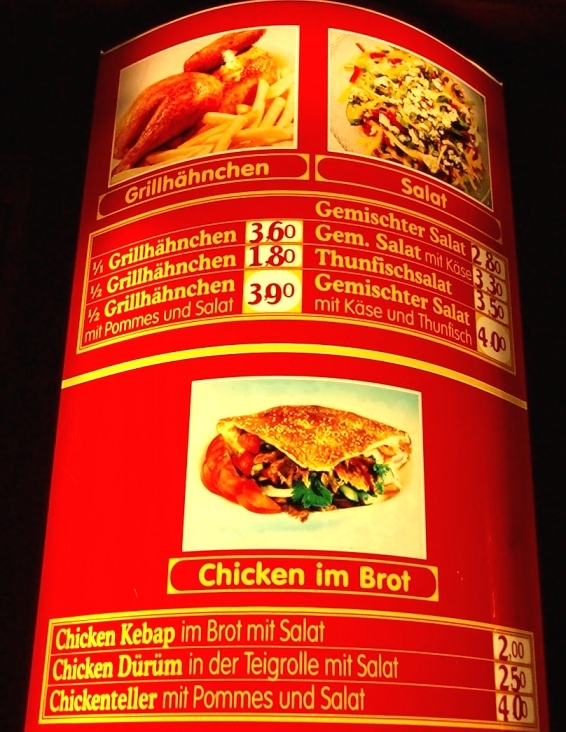 Grillhähnchen
Salat
1/1 Grillhähnchen 3.60
1/2 Grillhähnchen 1.80
1/2 Grillhähnchen
mit Pommes und Salat 3.90
Gemischter Salat 2.80
Gem. Salat mit Käse 3.30
Thunfischsalat 3.50
Gemischter Salat
mit Käse und Thunfisch 4.00
Chicken im Brot
Chicken Kebap im Brot mit Salat 2.00
Chicken Dürüm in der Teigrolle mit Salat 2.50
Chickenteller mit Pommes und Salat 4.00